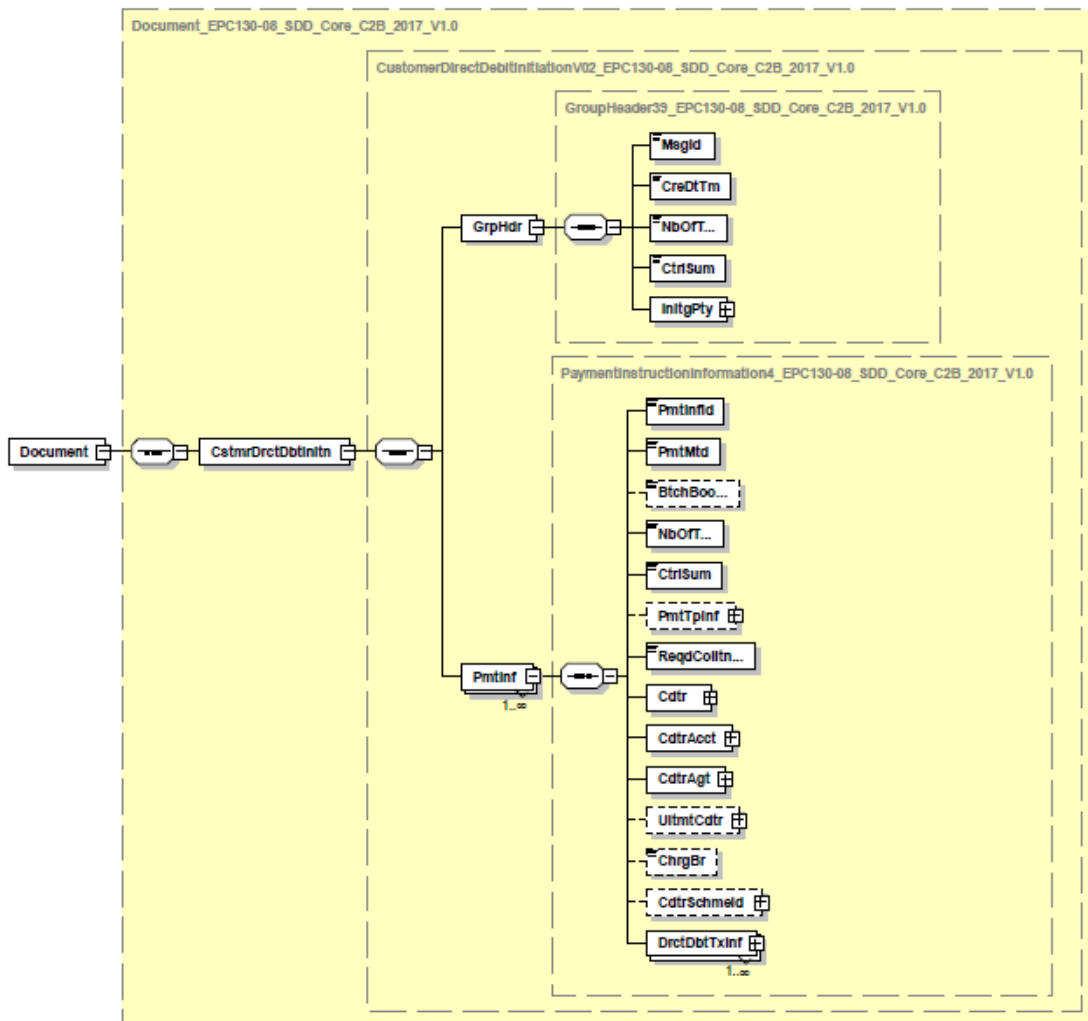 Document_EPC130-08_SDD_Core_C2B_2017_V1.0
CustomerDirectDebitInitiationV02_EPC130-08_SDD_Core_C2B_2017_V1.0
GroupHeader39_EPC130-08_SDD_Core_C2B_2017_V1.0
MsgId
CreDtTm
GrpHdr
NbOfT...
CtrlSum
InitgPty
PaymentInstructionInformation4_EPC130-08_SDD_Core_C2B_2017_V1.0
PmtInfId
Document
CstmrDrctDbtInitn
PmtMtd
BtchBoo...
NbOfT...
CtrlSum
PmtTpInf
ReqdColltn...
PmtInf
1..∞
Cdtr
CdtrAcct
CdtrAgt
UltmtCdtr
ChrgBr
CdtrSchmeId
DrctDbtTxInf
1..∞